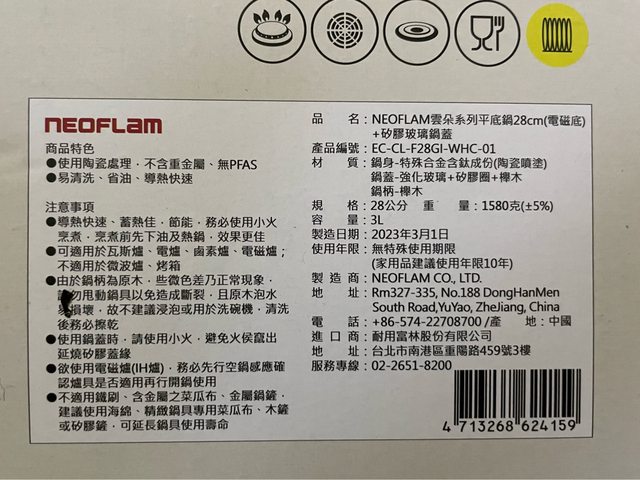 NEOFLAM
商品特色
●使用陶瓷處理，不含重金屬、無PFAS
●易清洗、省油、導熱快速
注意事項
●導熱快速、蓄熱佳，節能，務必使用小火
烹煮，烹煮前先下油及熱鍋，效果更佳
●可適用於瓦斯爐、電爐、鹵素爐、電磁爐；
不適用於微波爐、烤箱
●由於鍋柄為原木，些微色差乃正常現象，
勿甩動鍋具以免造成斷裂，且原木泡水
損壞，故不建議浸泡或用於洗碗機，清洗
後務必擦乾
●使用鍋蓋時，請使用小火，避免火侯竄出
延燒矽膠蓋緣
●欲使用電磁爐(IH爐)，務必先行空鍋感應確
認爐具是否適用再行開鍋使用
●不適用鐵刷、含金屬之菜瓜布、金屬鍋鏟，
建議使用海綿、精緻鍋具專用菜瓜布、木鏟
或矽膠鏟，可延長鍋具使用壽命
品 名：NEOFLAM雲朵系列平底鍋28cm(電磁底)
+矽膠玻璃鍋蓋
產品編號：EC-CL-F28GI-WHC-01
材 質：鍋身-特殊合金含鈦成份(陶瓷噴塗)
鍋蓋-強化玻璃+矽膠圈+櫸木
鍋柄-櫸木
規 格：28公分 重 量：1580克(±5%)
容 量：3L
製造日期：2023年3月1日
使用年限：無特殊使用期限
(家用品建議使用年限10年)
製 造 商：NEOFLAM CO., LTD.
地 址：Rm327-335, No.188 DongHanMen
South Road,YuYao, ZheJiang, China
電 話：+86-574-22708700 /產 地：中國
進 口 商：耐用富林股份有限公司
地 址：台北市南港區重陽路459號3樓
服務專線：02-2651-8200
4 713268 624159